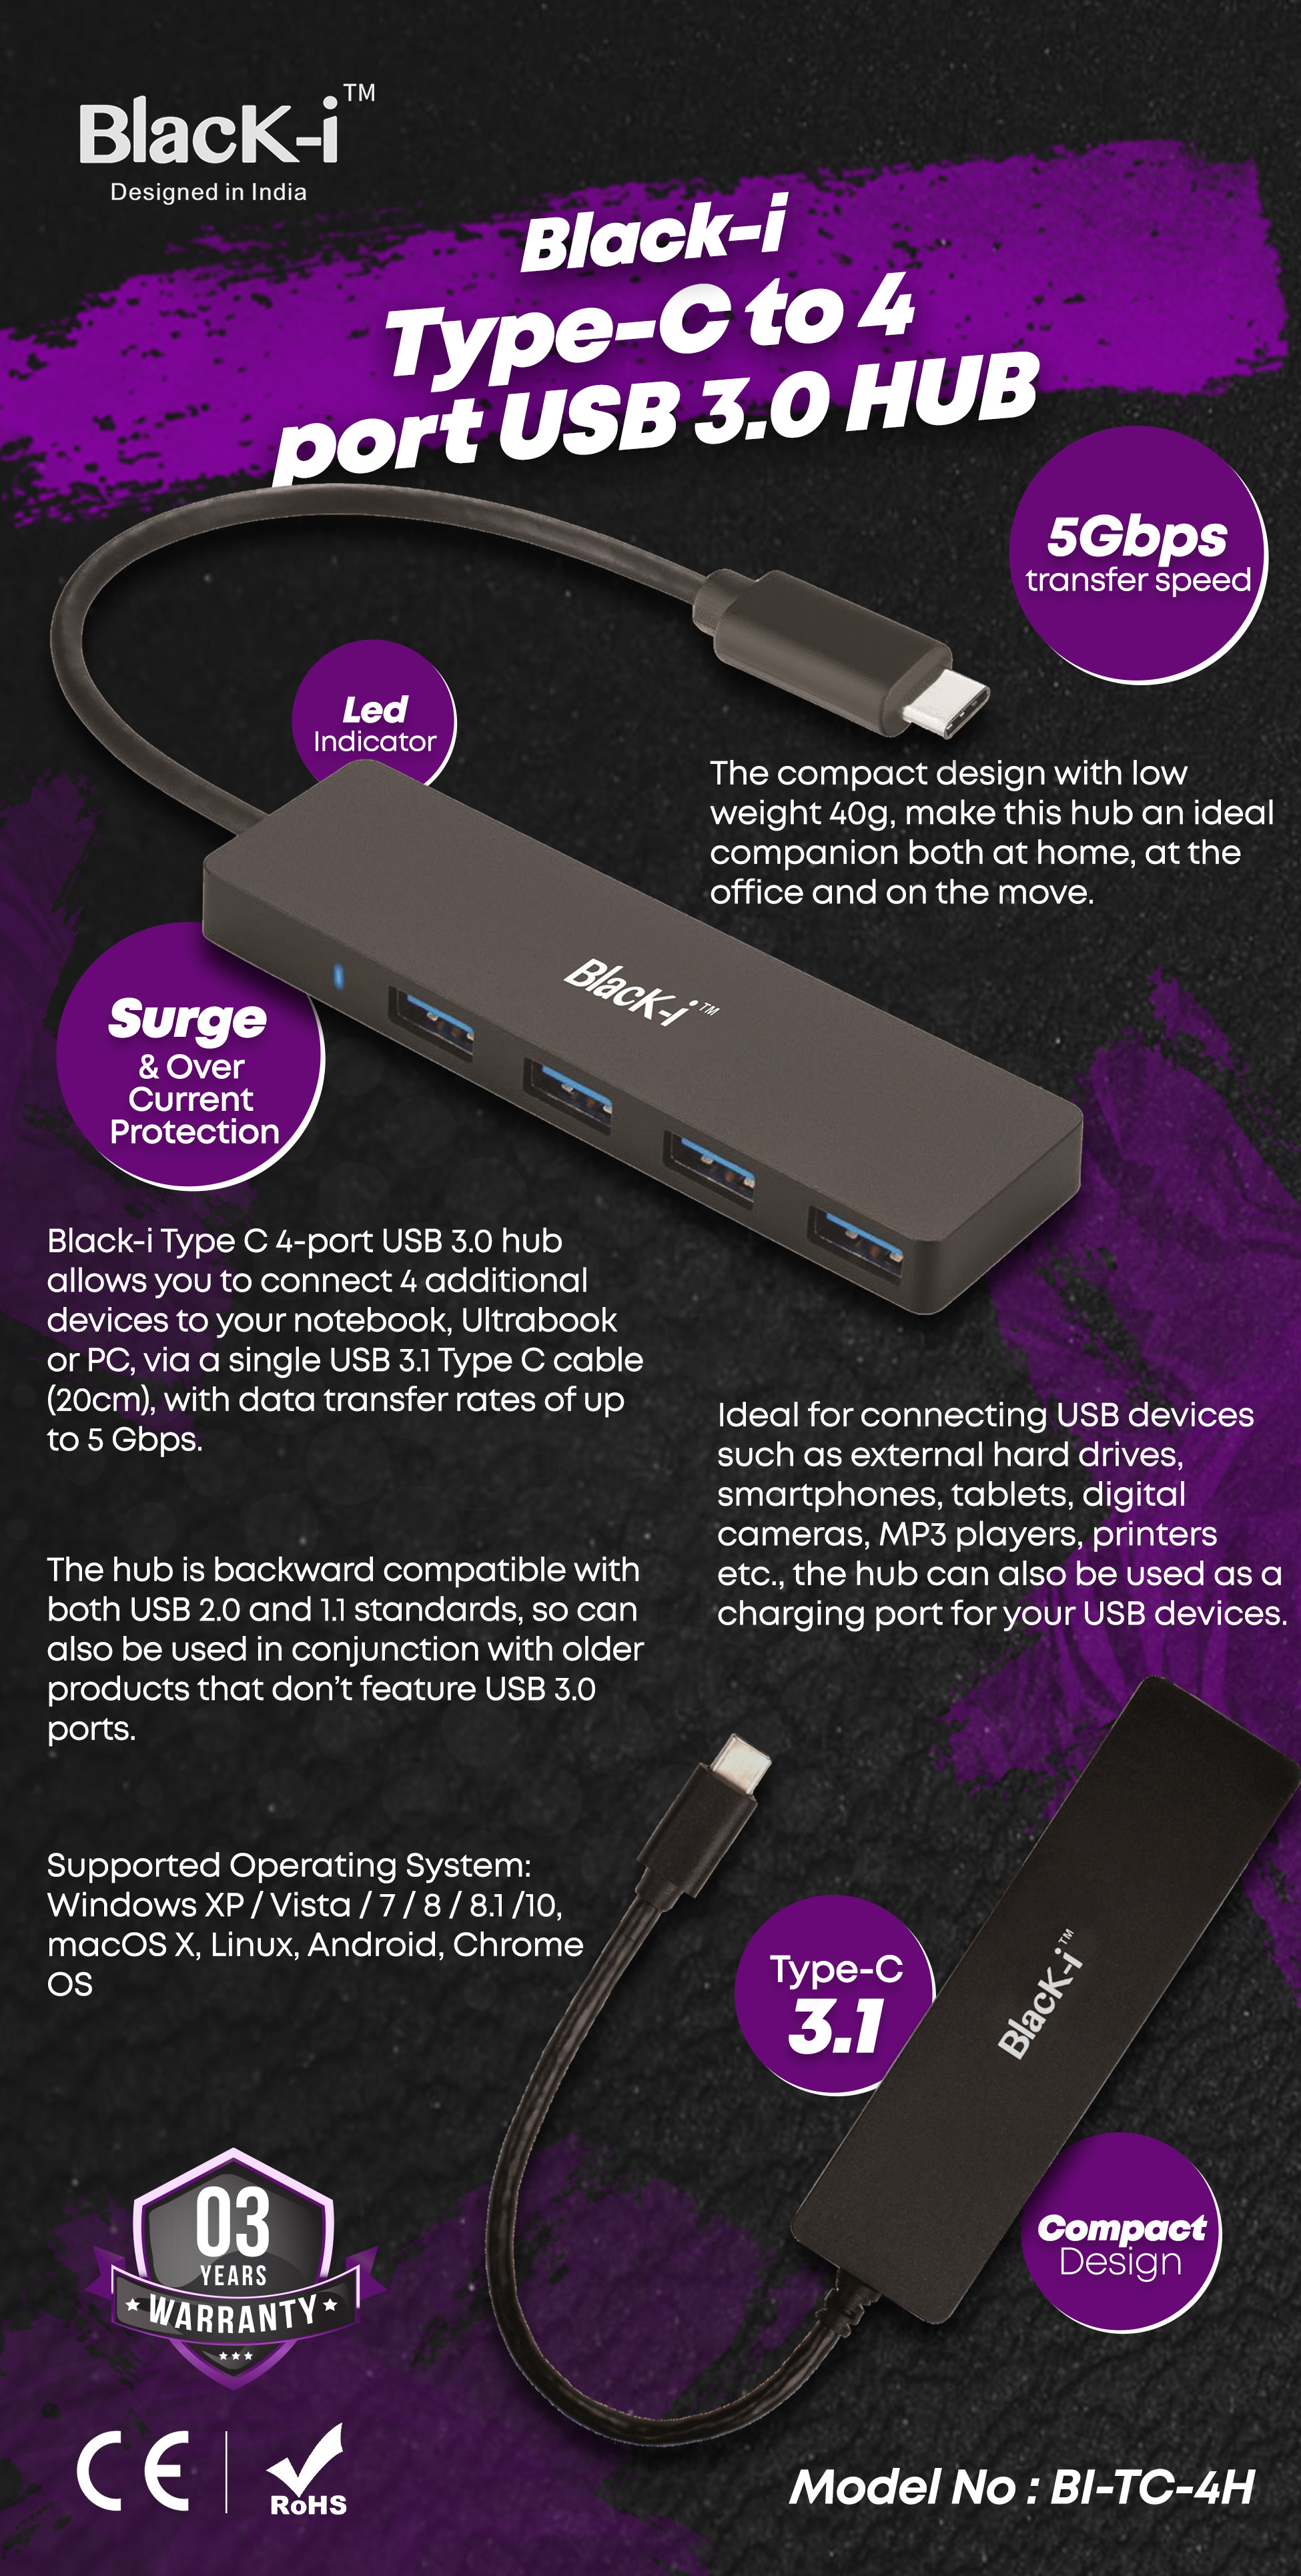 BlacK-i™
Designed in India
Black-i
Type-C to 4
port USB 3.0 HUB
5Gbps
transfer speed
Led
Indicator
The compact design with low
weight 40g, make this hub an ideal
companion both at home, at the
office and on the move.
BlacK-i™
Surge
& Over
Current
Protection
Black-i Type C 4-port USB 3.0 hub
allows you to connect 4 additional
devices to your notebook, Ultrabook
or PC, via a single USB 3.1 Type C cable
(20cm), with data transfer rates of up
to 5 Gbps.
Ideal for connecting USB devices
such as external hard drives,
smartphones, tablets, digital
cameras, MP3 players, printers
etc., the hub can also be used as a
charging port for your USB devices.
The hub is backward compatible with
both USB 2.0 and 1.1 standards, so can
also be used in conjunction with older
products that don't feature USB 3.0
ports.
Supported Operating System:
Windows XP / Vista / 7 / 8 / 8.1 /10,
macOS X, Linux, Android, Chrome
OS
Type-C
3.1
BlacK-i™
Compact
Design
03
YEARS
WARRANTY
CE
RoHS
Model No : BI-TC-4H